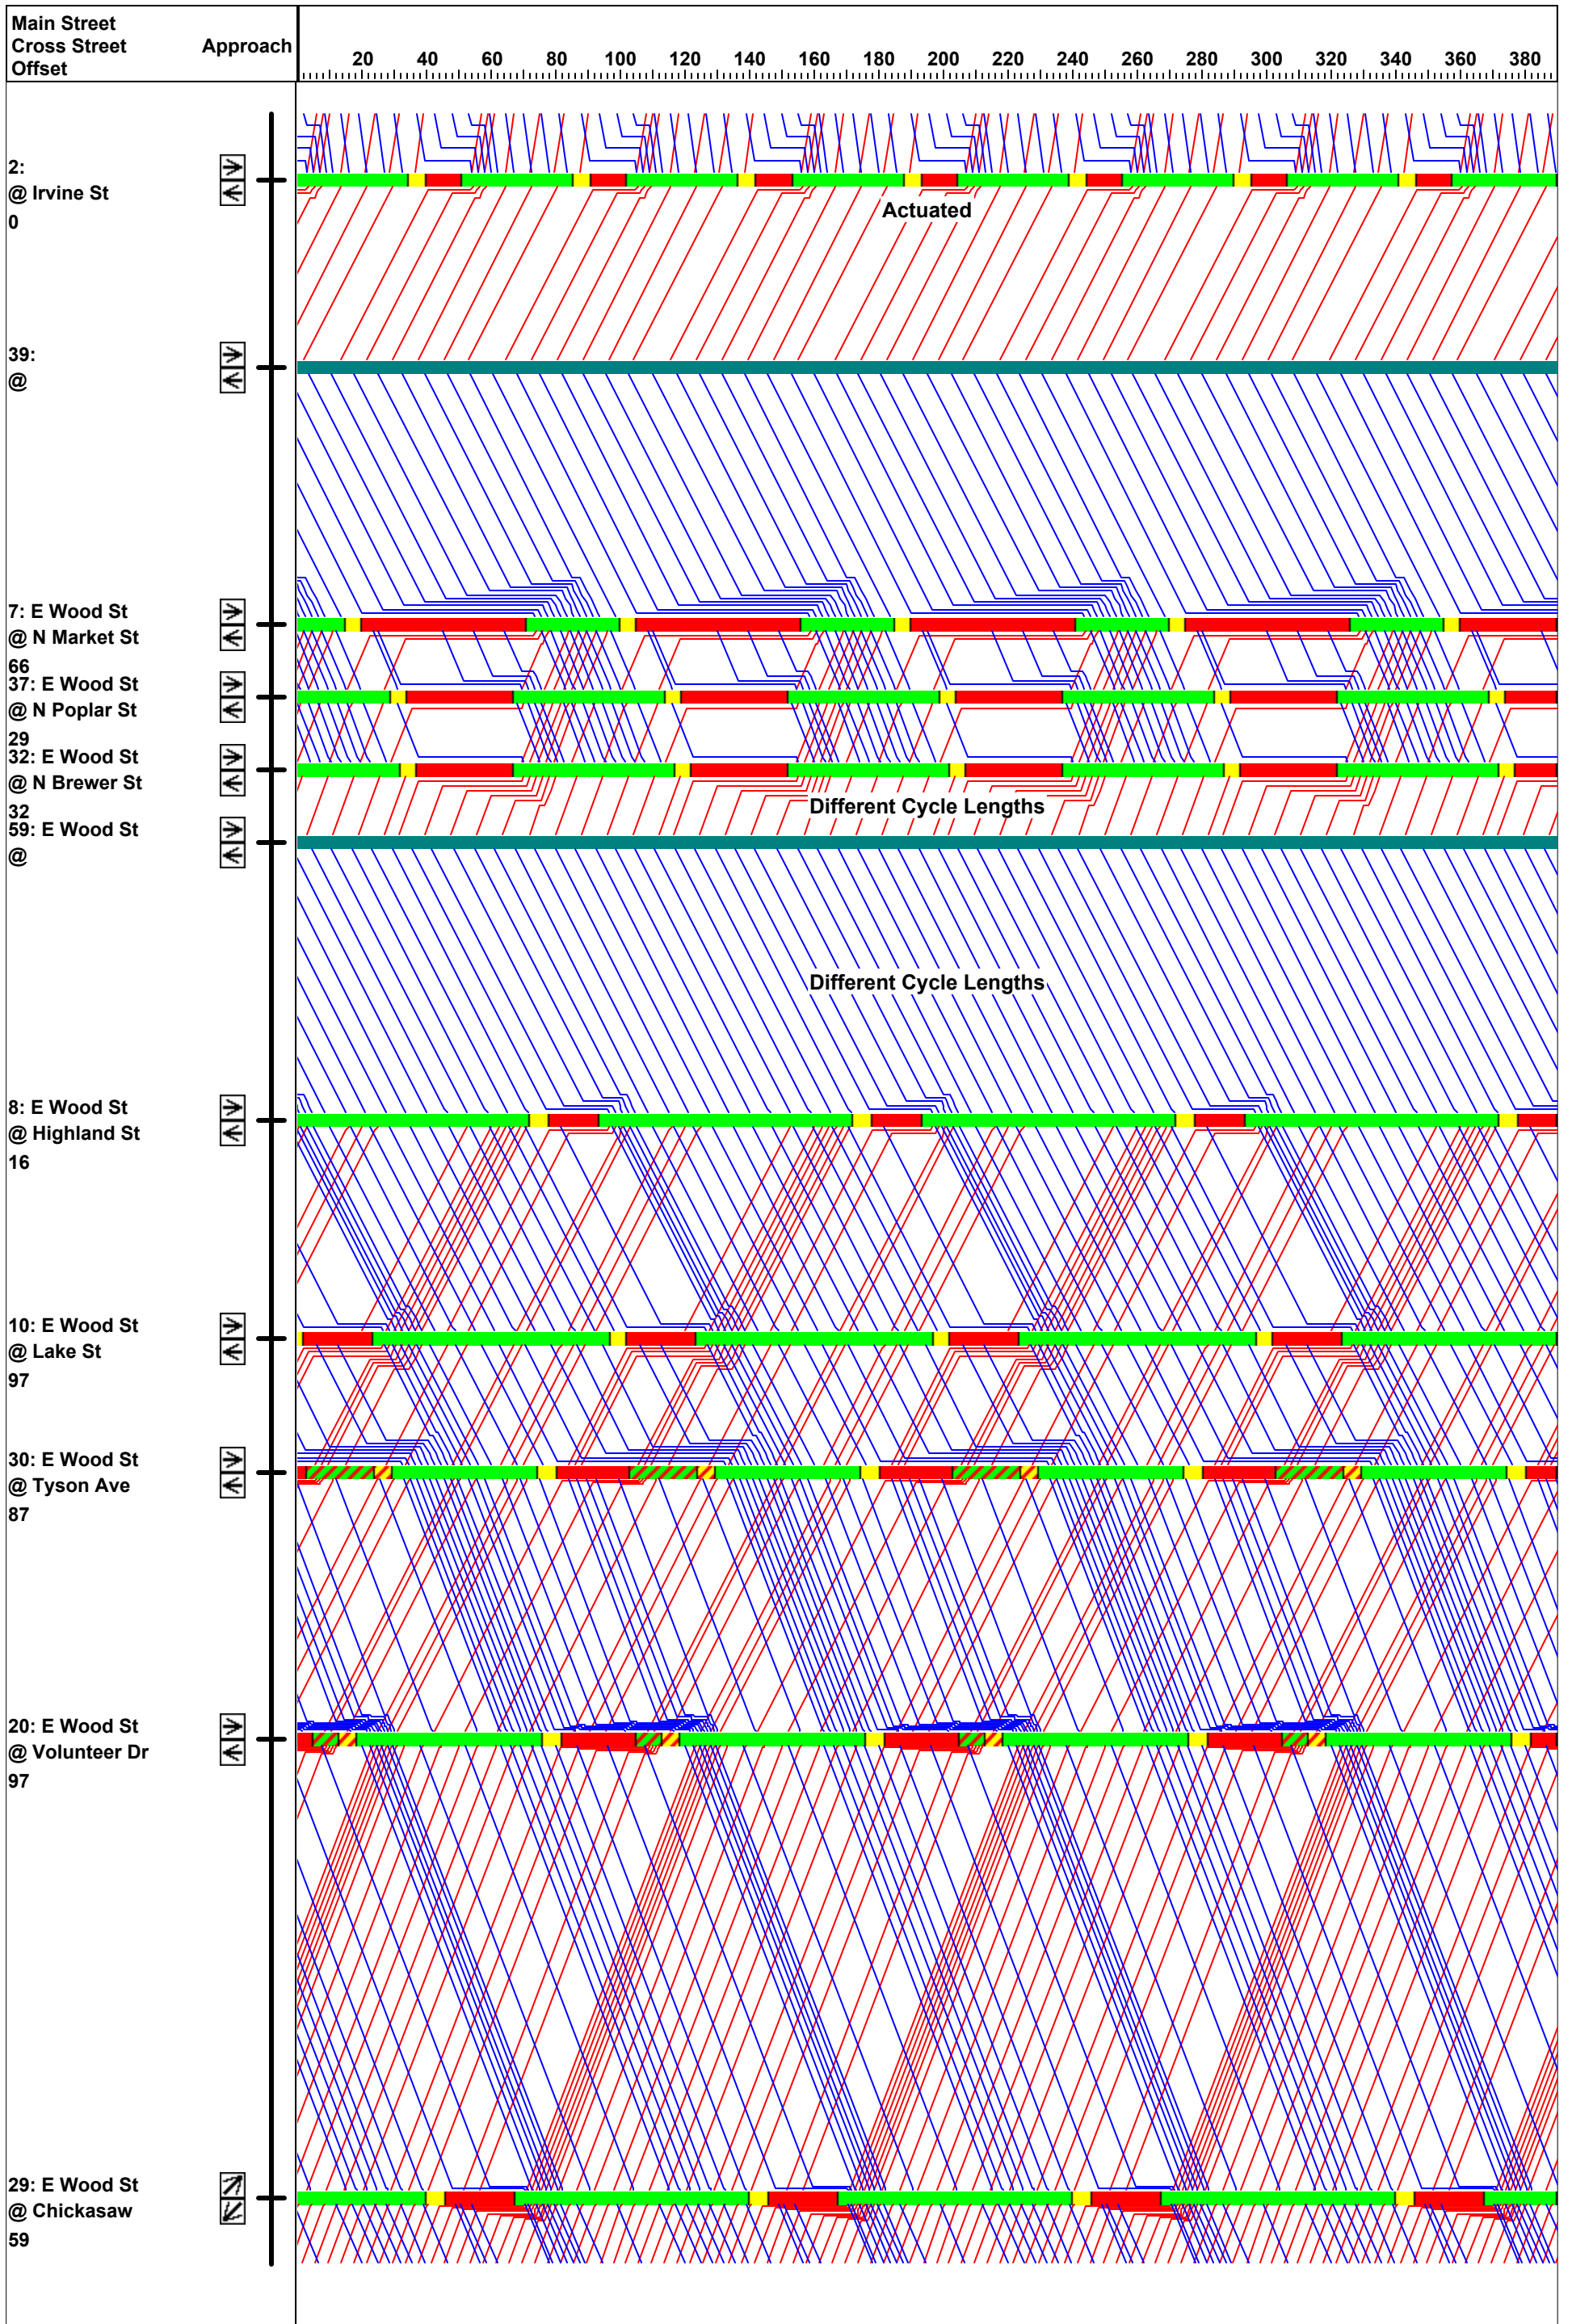 Main Street
Cross Street Approach
Offset
20 40 60 80 100 120 140 160 180 200 220 240 260 280 300 320 340 360 380
2:
@ Irvine St
0
Actuated
39:
@
7: E Wood St
@ N Market St
66
37: E Wood St
@ N Poplar St
29
32: E Wood St
@ N Brewer St
32
Different Cycle Lengths
59: E Wood St
@
Different Cycle Lengths
8: E Wood St
@ Highland St
16
10: E Wood St
@ Lake St
97
30: E Wood St
@ Tyson Ave
87
20: E Wood St
@ Volunteer Dr
97
29: E Wood St
@ Chickasaw
59